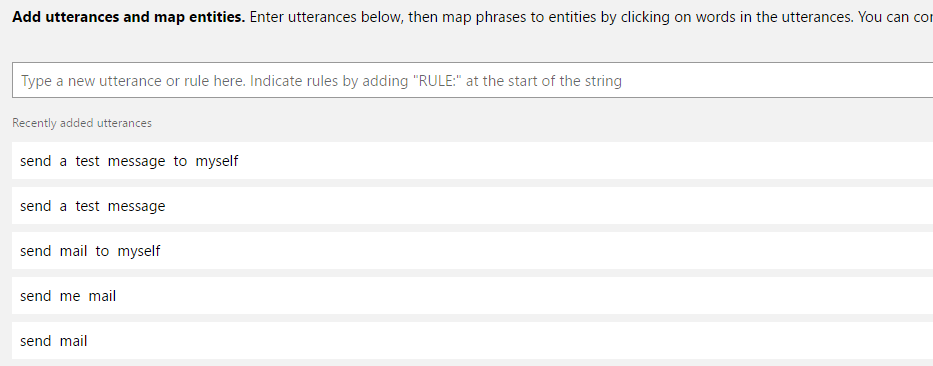 Add utterances and map entities. Enter utterances below, then map phrases to entities by clicking on words in the utterances. You can
Type a new utterance or rule here. Indicate rules by adding "RULE:" at the start of the string
Recently added utterances
send a test message to myself
send a test message
send mail to myself
send me mail
send mail